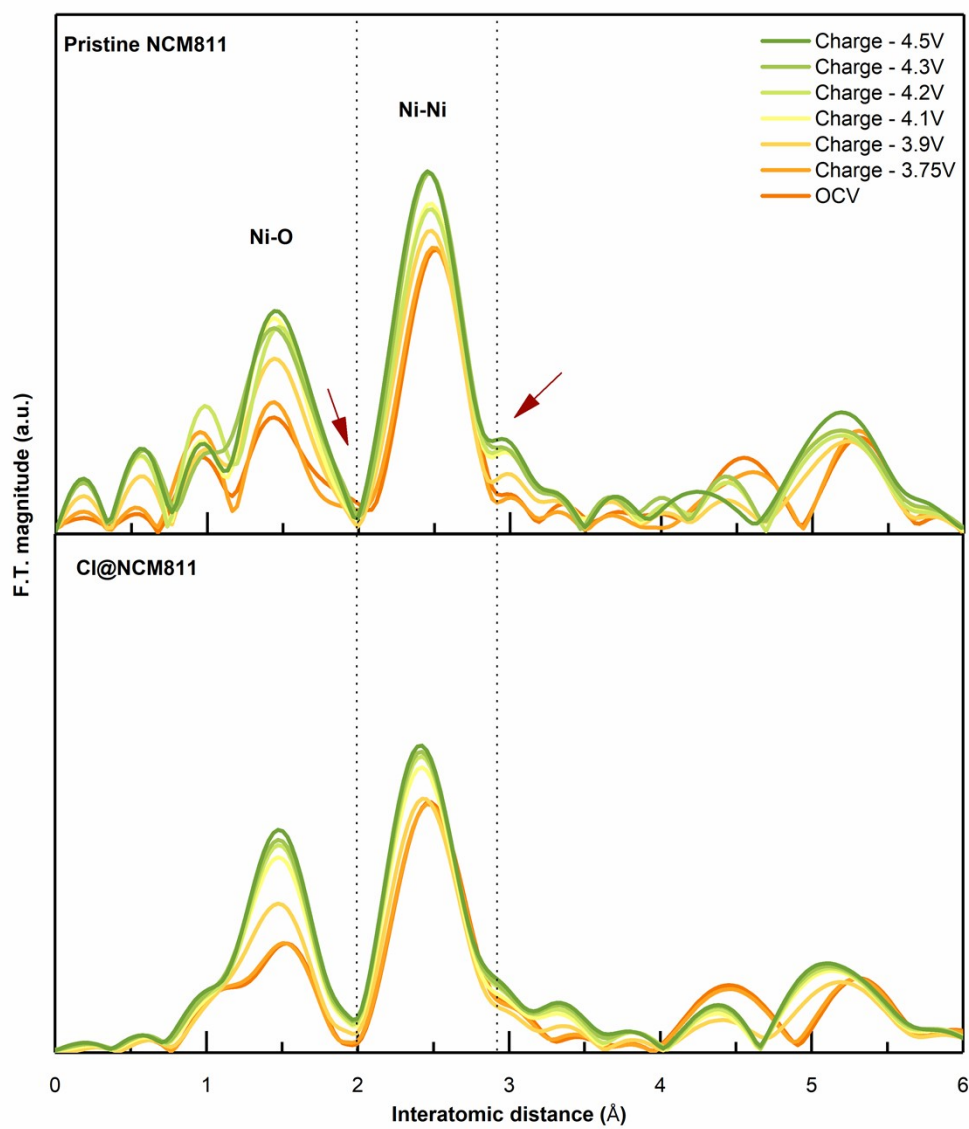 Pristine NCM811
Charge - 4.5V
Charge - 4.3V
Charge - 4.2V
Charge - 4.1V
Charge - 3.9V
Charge - 3.75V
OCV
Ni-Ni
Ni-O
F.T. magnitude (a.u.)
Cl@NCM811
0 1 2 3 4 5 6
Interatomic distance (Å)